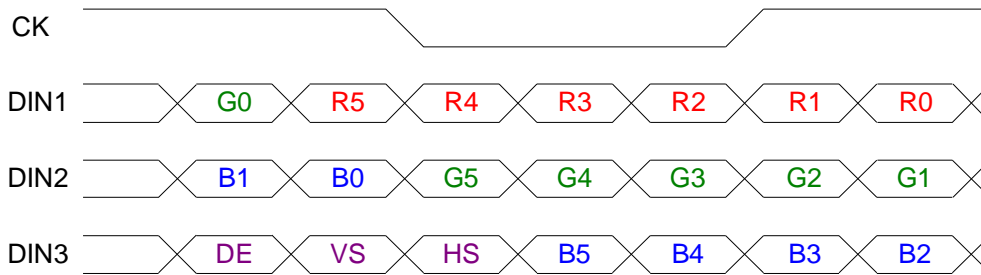 CK
DIN1 G0 R5 R4 R3 R2 R1 R0
DIN2 B1 B0 G5 G4 G3 G2 G1
DIN3 DE VS HS B5 B4 B3 B2